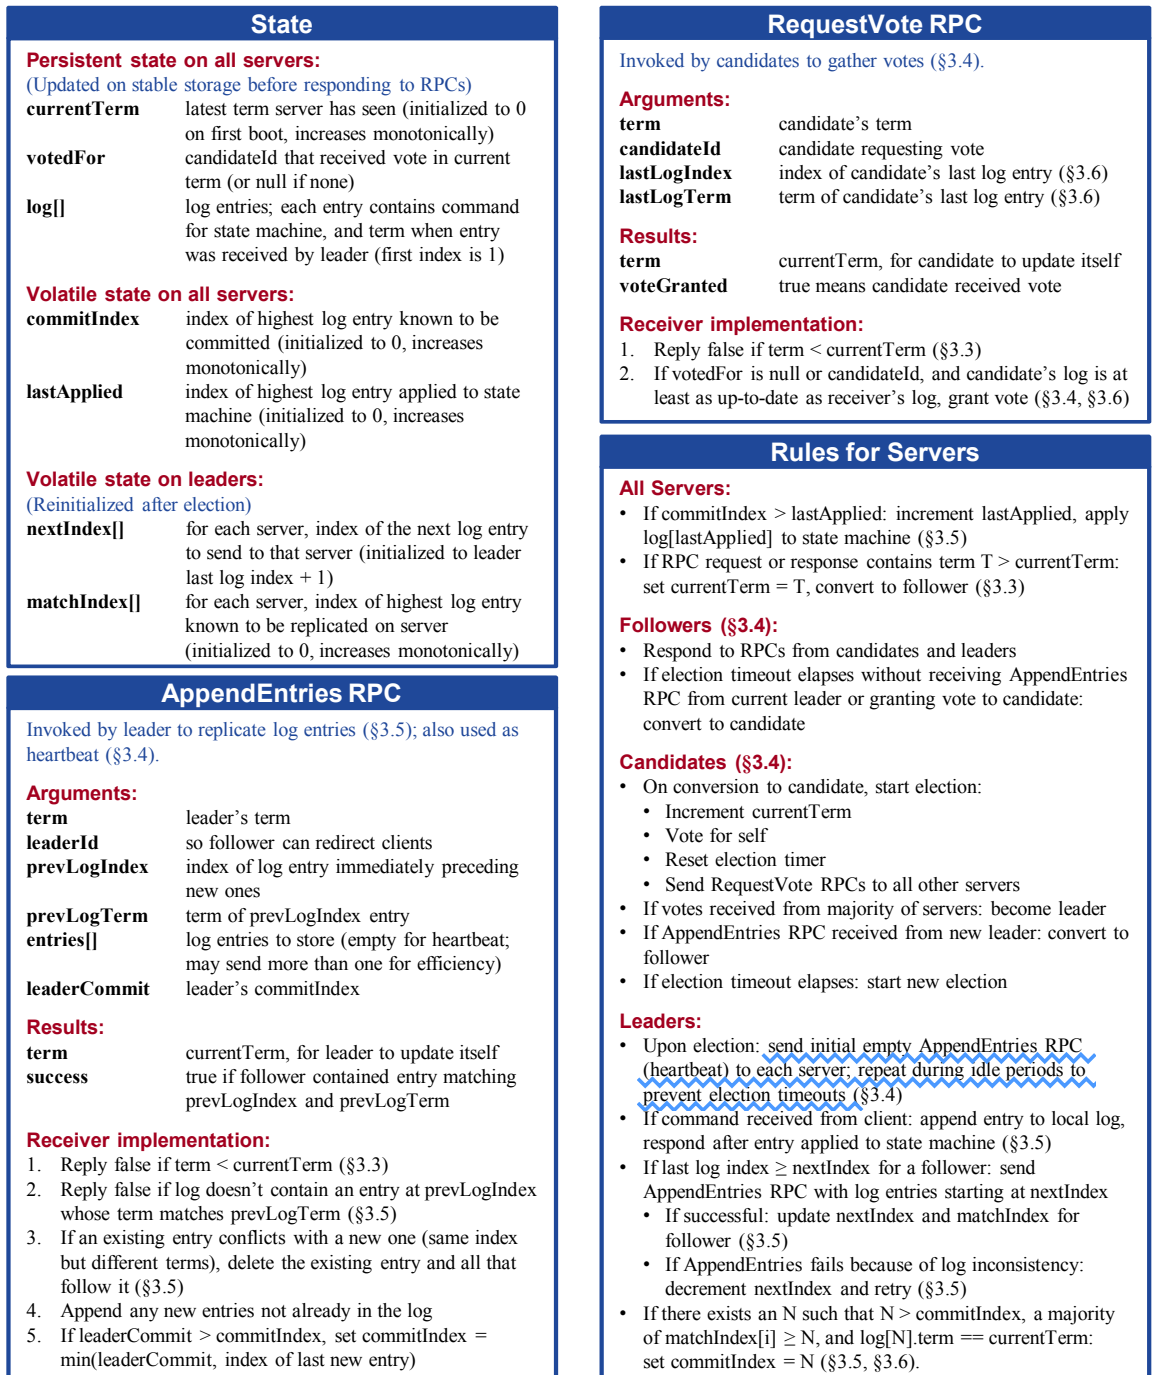 State
Persistent state on all servers:
(Updated on stable storage before responding to RPCs)
currentTerm latest term server has seen (initialized to 0
on first boot, increases monotonically)
votedFor candidateId that received vote in current
term (or null if none)
log[] log entries; each entry contains command
for state machine, and term when entry
was received by leader (first index is 1)
Volatile state on all servers:
commitIndex index of highest log entry known to be
committed (initialized to 0, increases
monotonically)
lastApplied index of highest log entry applied to state
machine (initialized to 0, increases
monotonically)
Volatile state on leaders:
(Reinitialized after election)
nextIndex[] for each server, index of the next log entry
to send to that server (initialized to leader
last log index + 1)
matchIndex[] for each server, index of highest log entry
known to be replicated on server
(initialized to 0, increases monotonically)
AppendEntries RPC
Invoked by leader to replicate log entries (§3.5); also used as
heartbeat (§3.4).
Arguments:
term leader's term
leaderId so follower can redirect clients
prevLogIndex index of log entry immediately preceding
new ones
prevLogTerm term of prevLogIndex entry
entries[] log entries to store (empty for heartbeat;
may send more than one for efficiency)
leaderCommit leader's commitIndex
Results:
term currentTerm, for leader to update itself
success true if follower contained entry matching
prevLogIndex and prevLogTerm
Receiver implementation:
1. Reply false if term < currentTerm (§3.3)
2. Reply false if log doesn't contain an entry at prevLogIndex
whose term matches prevLogTerm (§3.5)
3. If an existing entry conflicts with a new one (same index
but different terms), delete the existing entry and all that
follow it (§3.5)
4. Append any new entries not already in the log
5. If leaderCommit > commitIndex, set commitIndex =
min(leaderCommit, index of last new entry)
RequestVote RPC
Invoked by candidates to gather votes (§3.4).
Arguments:
term candidate's term
candidateId candidate requesting vote
lastLogIndex index of candidate's last log entry (§3.6)
lastLogTerm term of candidate's last log entry (§3.6)
Results:
term currentTerm, for candidate to update itself
voteGranted true means candidate received vote
Receiver implementation:
1. Reply false if term < currentTerm (§3.3)
2. If votedFor is null or candidateId, and candidate's log is at
least as up-to-date as receiver's log, grant vote (§3.4, §3.6)
Rules for Servers
All Servers:
• If commitIndex > lastApplied: increment lastApplied, apply
log[lastApplied] to state machine (§3.5)
• If RPC request or response contains term T > currentTerm:
set currentTerm = T, convert to follower (§3.3)
Followers (§3.4):
• Respond to RPCs from candidates and leaders
• If election timeout elapses without receiving AppendEntries
RPC from current leader or granting vote to candidate:
convert to candidate
Candidates (§3.4):
• On conversion to candidate, start election:
• Increment currentTerm
• Vote for self
• Reset election timer
• Send RequestVote RPCs to all other servers
• If votes received from majority of servers: become leader
• If AppendEntries RPC received from new leader: convert to
follower
• If election timeout elapses: start new election
Leaders:
• Upon election: send initial empty AppendEntries RPC
(heartbeat) to each server; repeat during idle periods to
prevent election timeouts (§3.4)
• If command received from client: append entry to local log,
respond after entry applied to state machine (§3.5)
• If last log index ≥ nextIndex for a follower: send
AppendEntries RPC with log entries starting at nextIndex
• If successful: update nextIndex and matchIndex for
follower (§3.5)
• If AppendEntries fails because of log inconsistency:
decrement nextIndex and retry (§3.5)
• If there exists an N such that N > commitIndex, a majority
of matchIndex[i] ≥ N, and log[N].term == currentTerm:
set commitIndex = N (§3.5, §3.6).